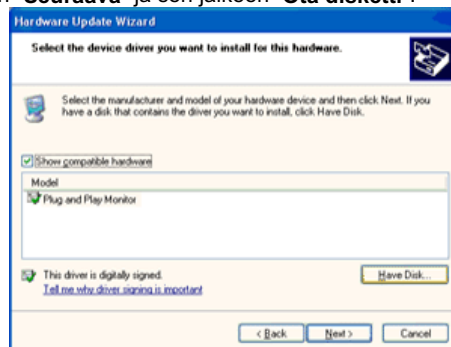 "Seuraava" ja sen jälkeen "Ota disketti".
Hardware Update Wizard
Select the device driver you want to install for this hardware.
Select the manufacturer and model of your hardware device and then click Next. If you
have a disk that contains the driver you want to install, click Have Disk.
Show compatible hardware
Model
Plug and Play Monitor
This driver is digitally signed.
Tell me why driver signing is important
Have Disk...
< Back
Next >
Cancel